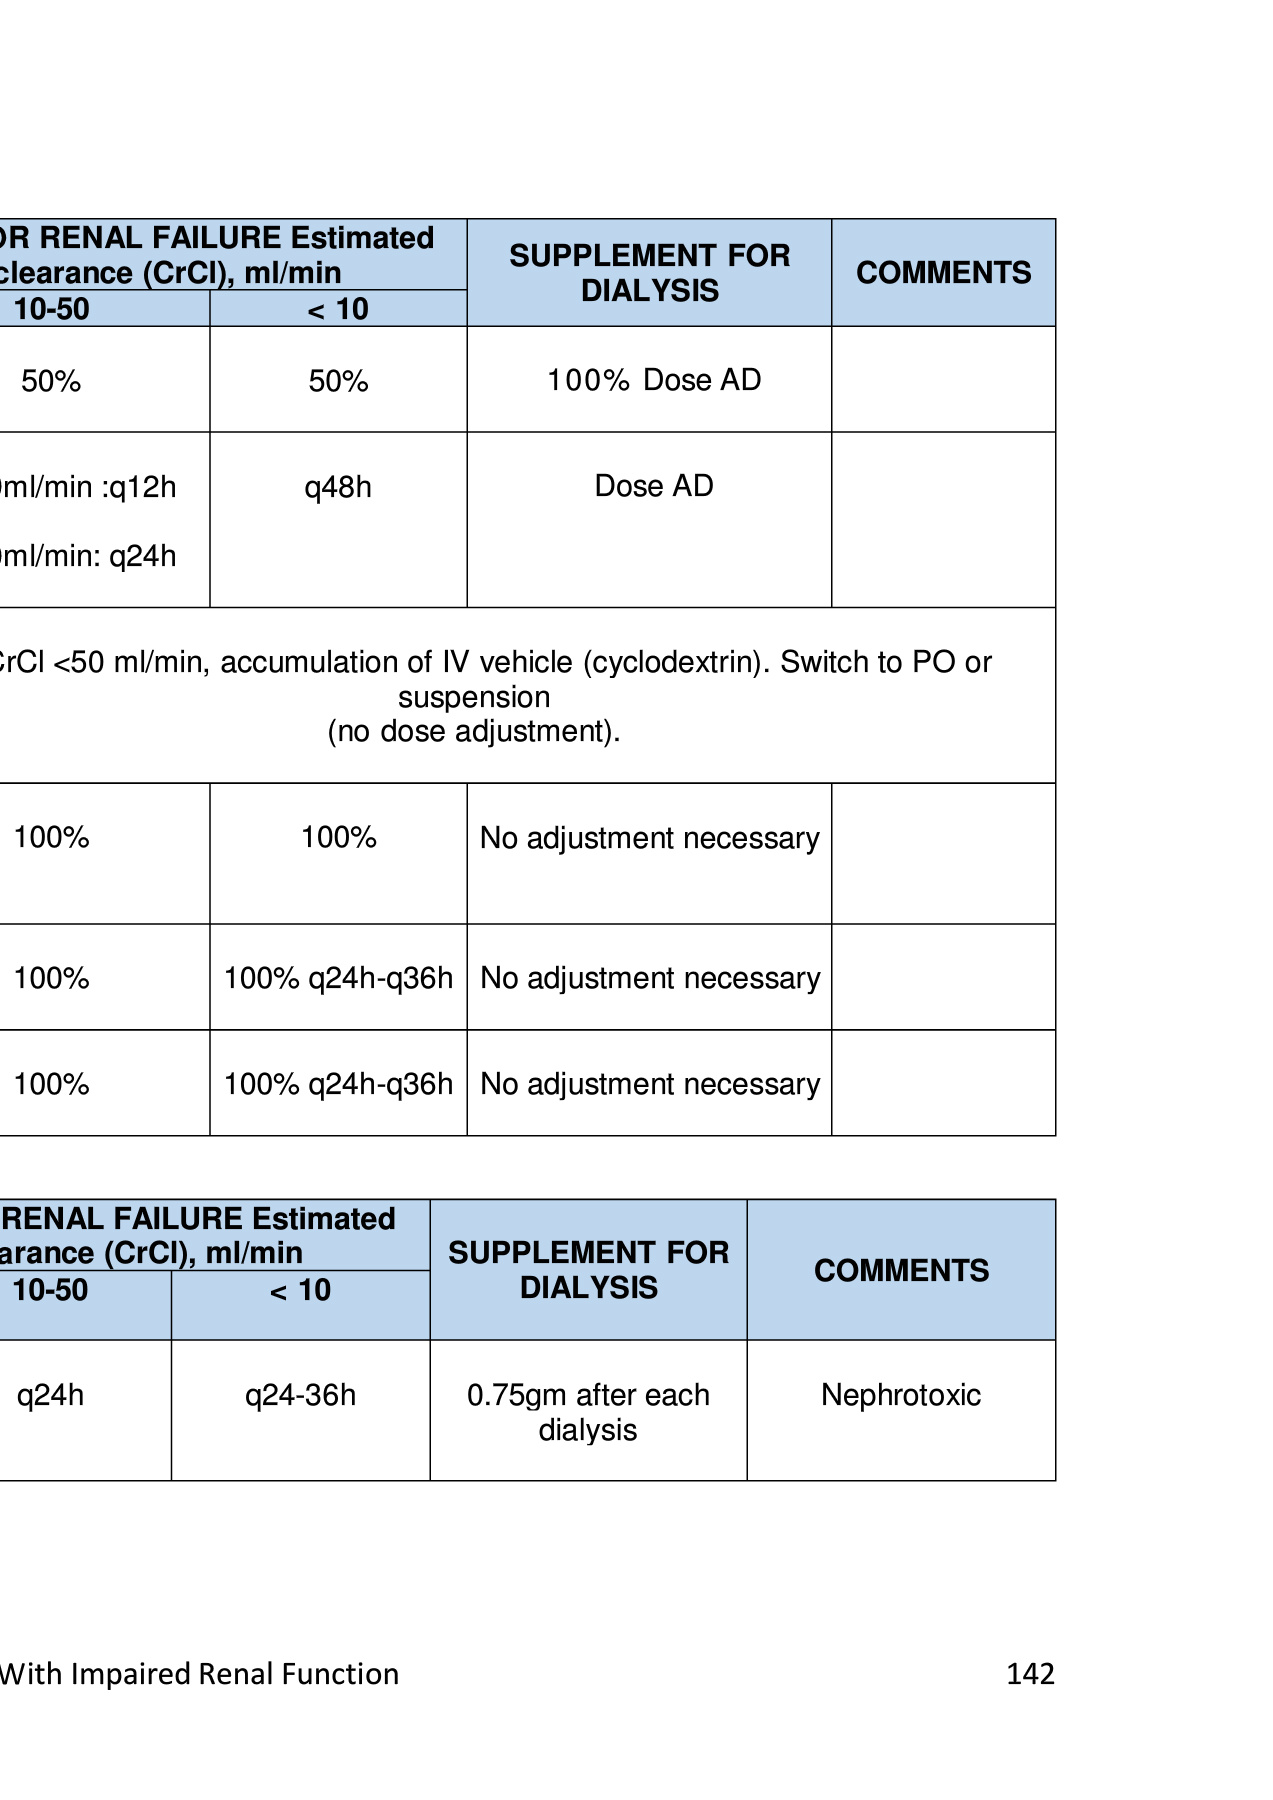 OR RENAL FAILURE Estimated
clearance (CrCl), ml/min
SUPPLEMENT FOR
DIALYSIS
COMMENTS
10-50
< 10
50%
50%
100% Dose AD
ml/min :q12h
q48h
Dose AD
ml/min: q24h
CrCl <50 ml/min, accumulation of IV vehicle (cyclodextrin). Switch to PO or
suspension
(no dose adjustment).
100%
100%
No adjustment necessary
100%
100% q24h-q36h
No adjustment necessary
100%
100% q24h-q36h
No adjustment necessary
RENAL FAILURE Estimated
arance (CrCl), ml/min
SUPPLEMENT FOR
DIALYSIS
COMMENTS
10-50
< 10
q24h
q24-36h
0.75gm after each
dialysis
Nephrotoxic
With Impaired Renal Function
142